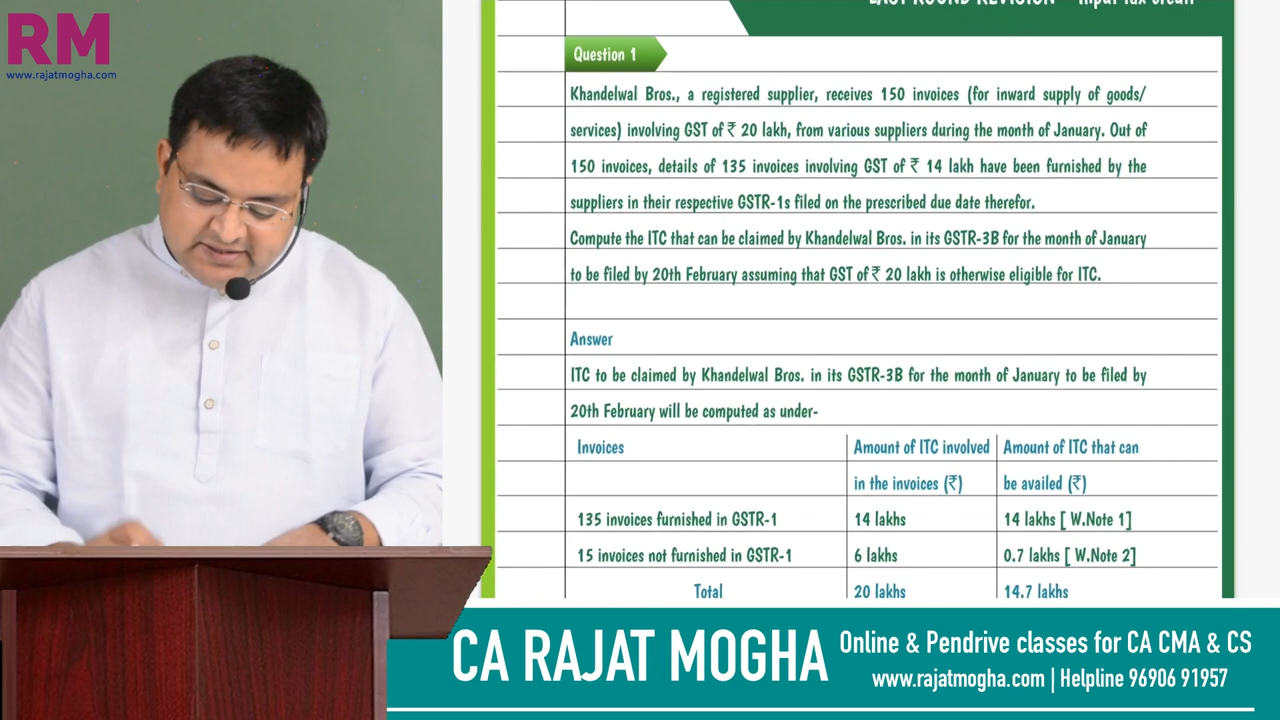 RM
www.rajatmogha.com
LAST ROUND REVISION - Input tax credit
Question 1
Khandelwal Bros., a registered supplier, receives 150 invoices (for inward supply of goods/
services) involving GST of ₹ 20 lakh, from various suppliers during the month of January. Out of
150 invoices, details of 135 invoices involving GST of ₹ 14 lakh have been furnished by the
suppliers in their respective GSTR-1s filed on the prescribed due date therefor.
Compute the ITC that can be claimed by Khandelwal Bros. in its GSTR-3B for the month of January
to be filed by 20th February assuming that GST of ₹ 20 lakh is otherwise eligible for ITC.
Answer
ITC to be claimed by Khandelwal Bros. in its GSTR-3B for the month of January to be filed by
20th February will be computed as under-
Invoices Amount of ITC involved Amount of ITC that can
in the invoices (₹) be availed (₹)
135 invoices furnished in GSTR-1 14 lakhs 14 lakhs [ W.Note 1]
15 invoices not furnished in GSTR-1 6 lakhs 0.7 lakhs [ W.Note 2]
Total 20 lakhs 14.7 lakhs
CA RAJAT MOGHA
Online & Pendrive classes for CA CMA & CS
www.rajatmogha.com | Helpline 96906 91957